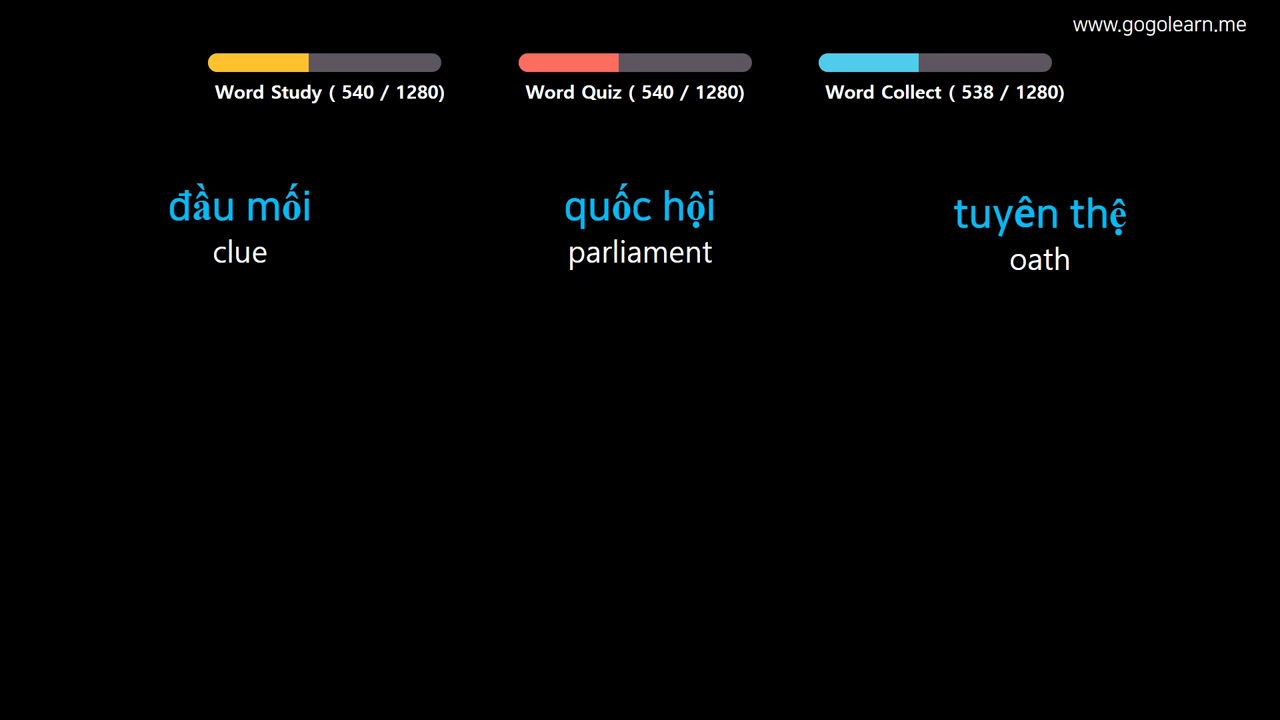 www.gogolearn.me
Word Study ( 540 / 1280)
Word Quiz ( 540 / 1280)
Word Collect ( 538 / 1280)
đầu mối
clue
quốc hội
parliament
tuyên thệ
oath